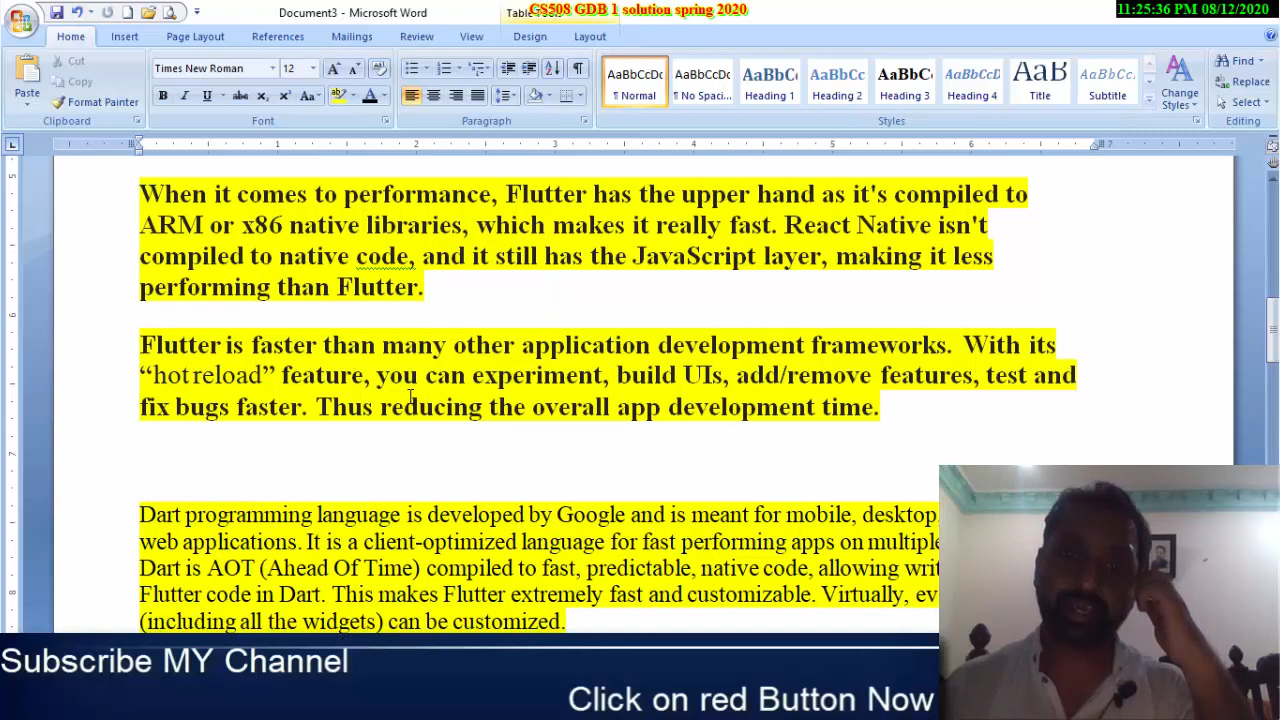 Document3 - Microsoft Word
Table Tools
CS508 GDB 1 solution spring 2020
11:25:36 PM 08/12/2020
Home
Insert
Page Layout
References
Mailings
Review
View
Design
Layout
Cut
Copy
Format Painter
Paste
Clipboard
Times New Roman
12
Font
Paragraph
AaBbCcDc
AaBbCcDc
AaBbCc
AaBbCc
AaBbCc
AaBbCcD
AaB
AaBbCc
¶ Normal
¶ No Spaci...
Heading 1
Heading 2
Heading 3
Heading 4
Title
Subtitle
Change
Styles
Styles
Find
Replace
Select
Editing
When it comes to performance, Flutter has the upper hand as it's compiled to
ARM or x86 native libraries, which makes it really fast. React Native isn't
compiled to native code, and it still has the JavaScript layer, making it less
performing than Flutter.
Flutter is faster than many other application development frameworks. With its
“hot reload” feature, you can experiment, build UIs, add/remove features, test and
fix bugs faster. Thus reducing the overall app development time.
Dart programming language is developed by Google and is meant for mobile, desktop,
web applications. It is a client-optimized language for fast performing apps on multiple
Dart is AOT (Ahead Of Time) compiled to fast, predictable, native code, allowing writ
Flutter code in Dart. This makes Flutter extremely fast and customizable. Virtually, ev
(including all the widgets) can be customized.
Subscribe MY Channel
Click on red Button Now